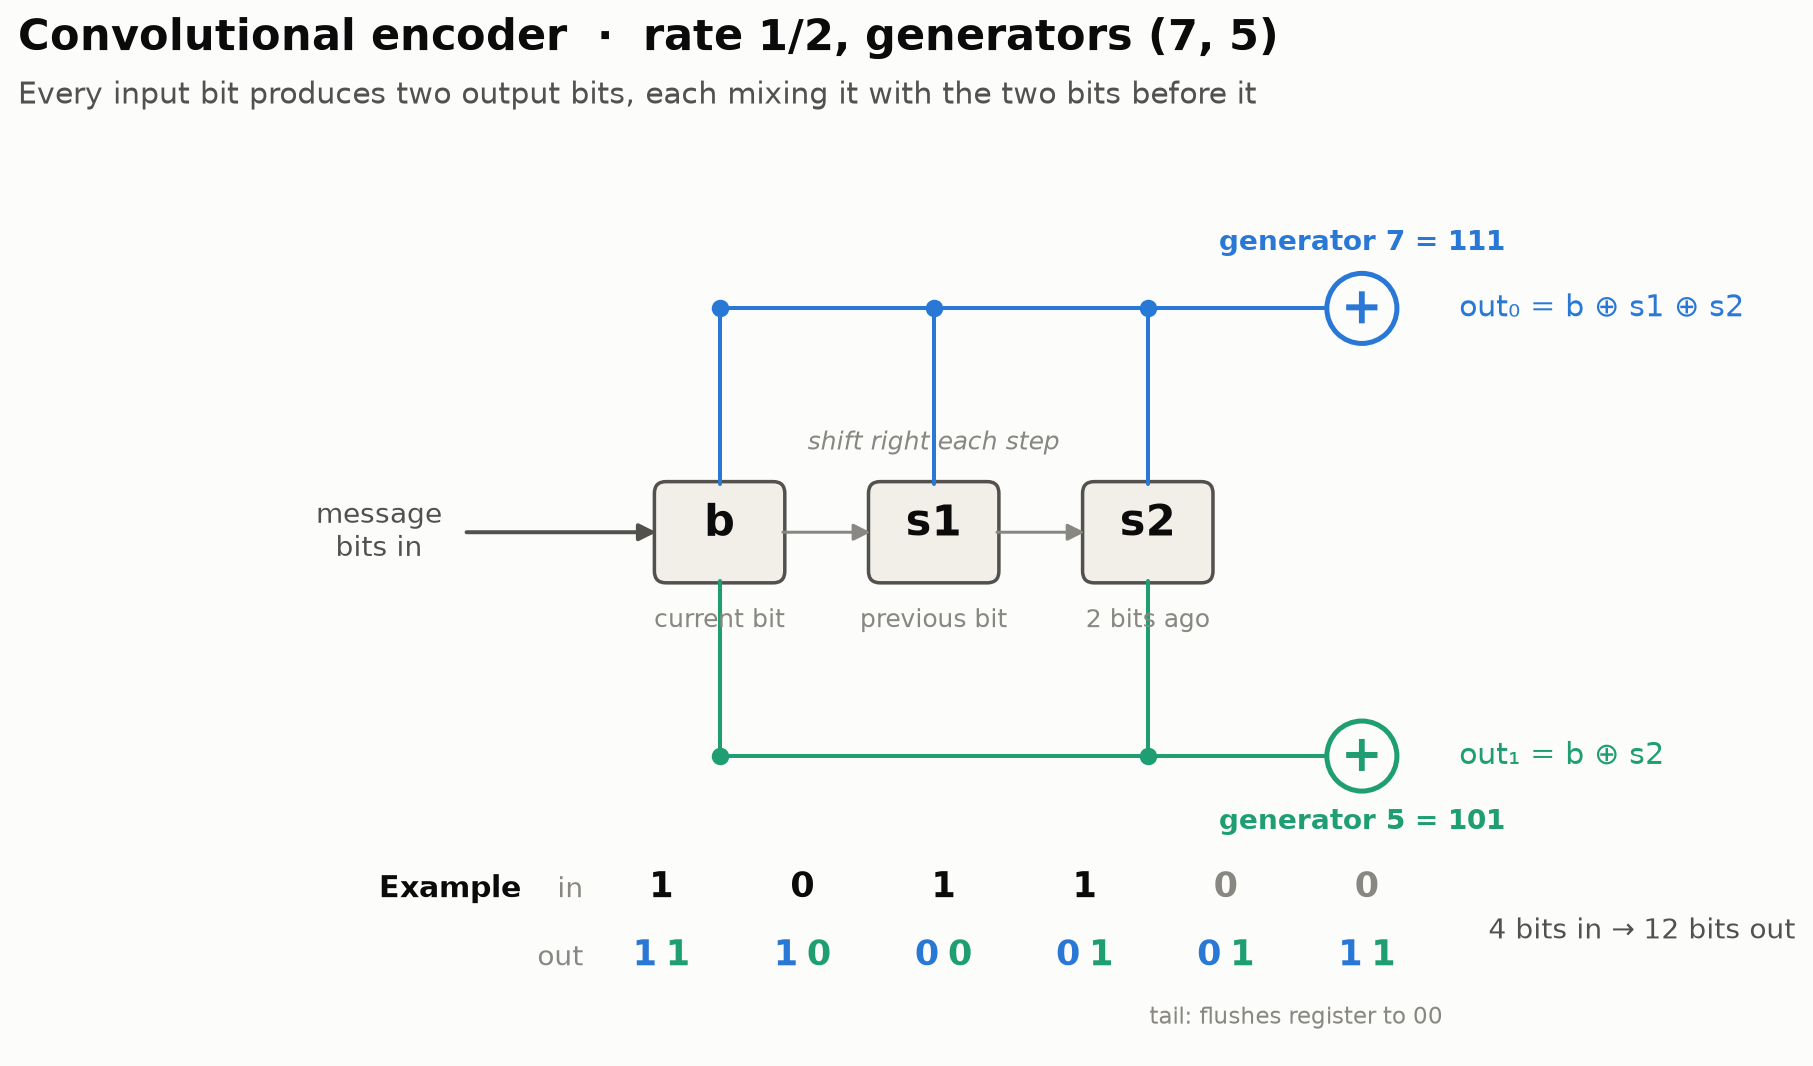 Convolutional encoder · rate 1/2, generators (7, 5)
Every input bit produces two output bits, each mixing it with the two bits before it
generator 7 = 111
+
out₀ = b ⊕ s1 ⊕ s2
shift right each step
message
bits in
b
s1
s2
current bit
previous bit
2 bits ago
+
out₁ = b ⊕ s2
generator 5 = 101
Example in 1 0 1 1 0 0
4 bits in → 12 bits out
out 1 1 1 0 0 0 0 1 0 1 1 1
tail: flushes register to 00